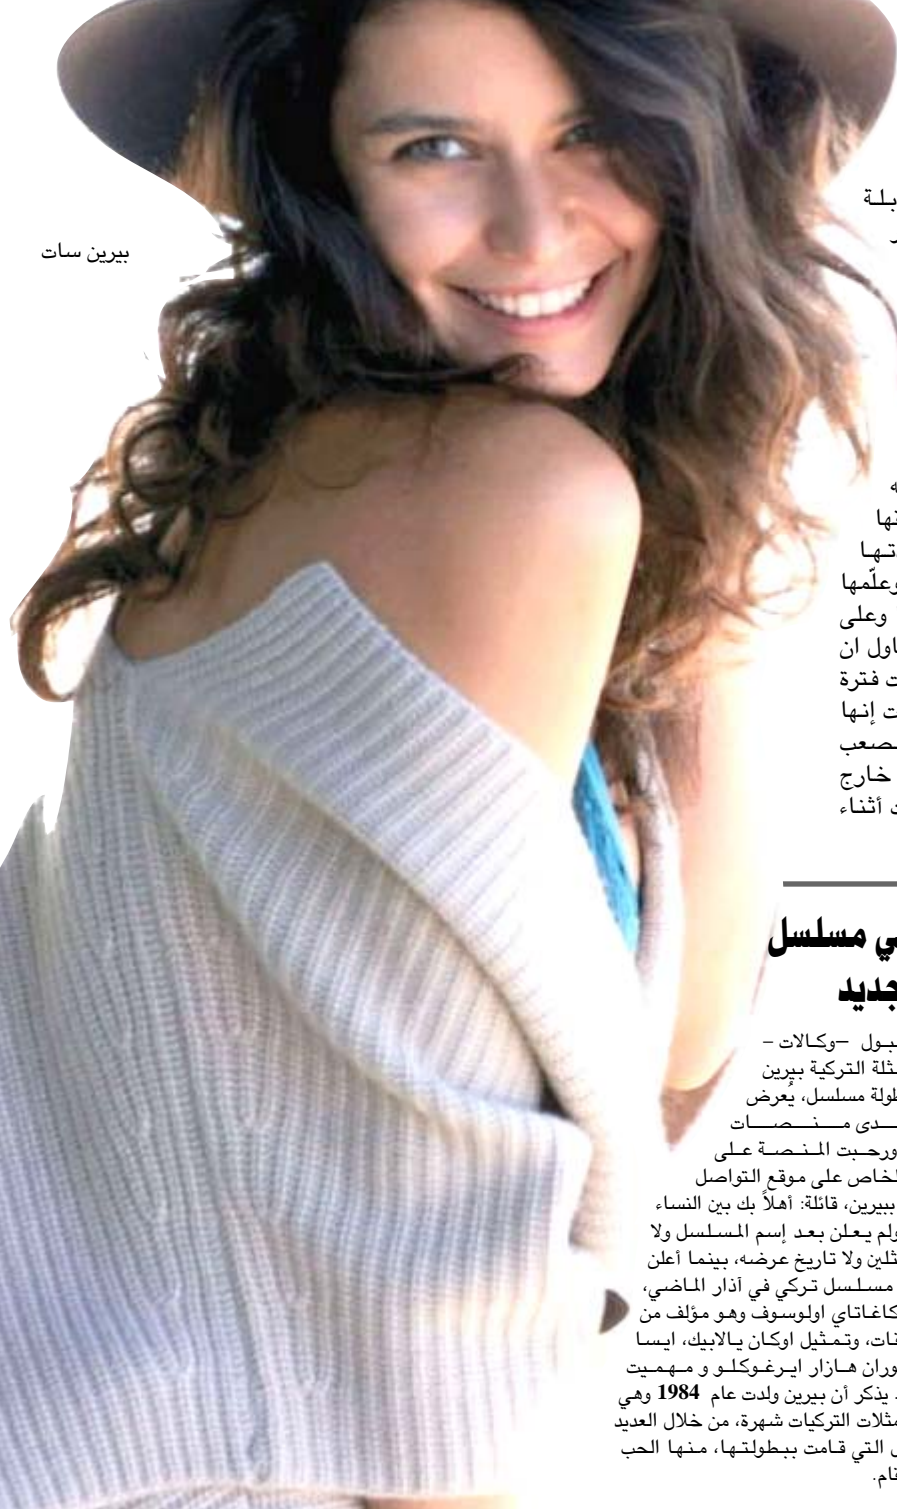 بيرين سات
بلة
ر
ه
نها
تها
وعلّمها
وعلى
اول ان
ت فترة
ت إنها
صعب
خارج
ت أثناء
ي مسلسل
جديد
بول –وكالات –
ثلة التركية بيرين
طولة مسلسل، يُعرض
دى منصات
ورحبت المنصة على
لخاص على موقع التواصل
ببيرين، قائلة: أهلاً بك بين النساء
ولم يعلن بعد إسم المسلسل ولا
ثلين ولا تاريخ عرضه، بينما أعلن
مسلسل تركي في آذار الماضي،
كاغاتاي اولوسوف وهو مؤلف من
قات، وتمثيل اوكان يالابيك، ايسا
وران هازار ايرغوكلو و مهميت
. يذكر أن بيرين ولدت عام 1984 وهي
مثلات التركيات شهرة، من خلال العديد
ل التي قامت ببطولتها، منها الحب
قام.